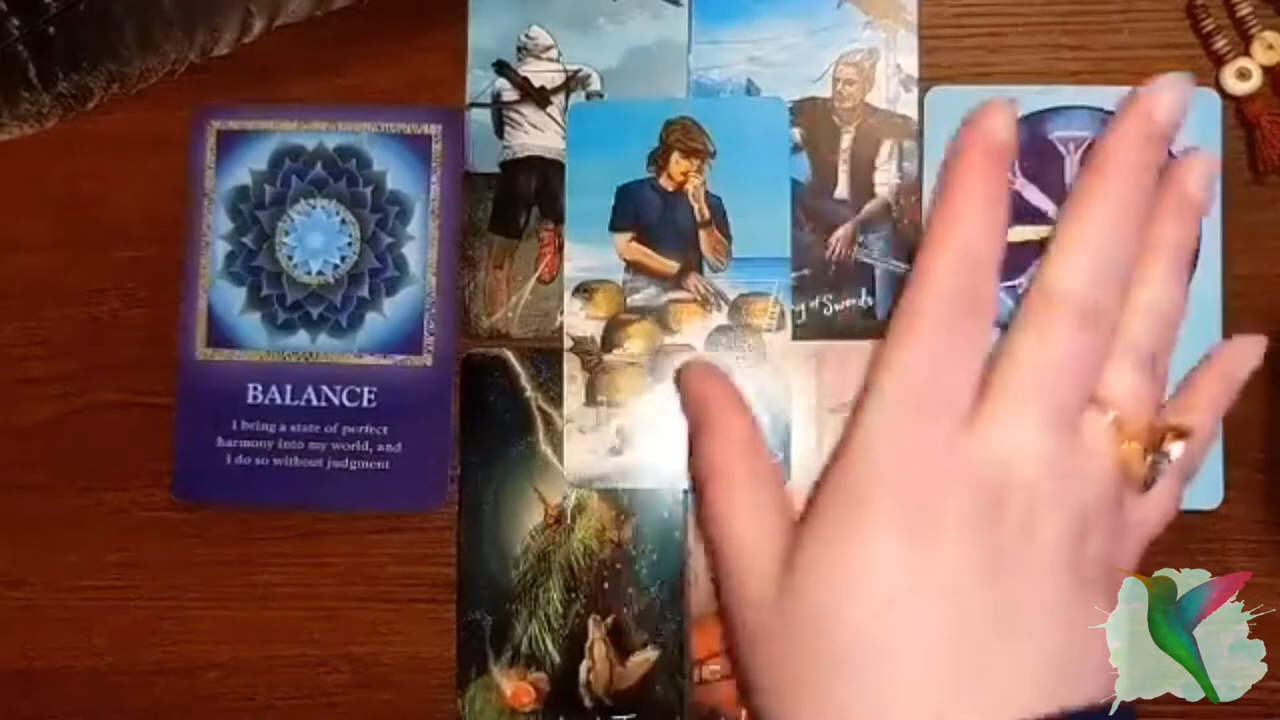 BALANCE
I bring a state of perfect
harmony into my world, and
I do so without judgment
of Swords